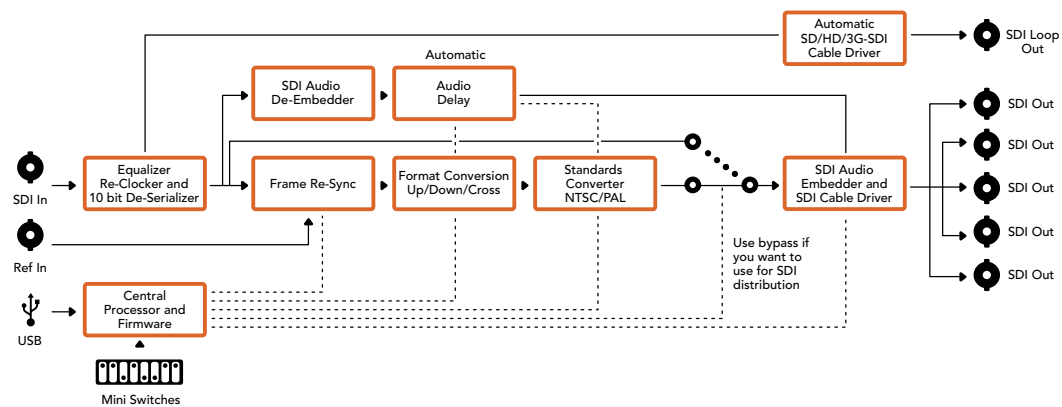 Automatic
SD/HD/3G-SDI
Cable Driver
SDI Loop
Out
Automatic
SDI Audio
De-Embedder
Audio
Delay
SDI Out
SDI Out
SDI In
Equalizer
Re-Clocker and
10 bit De-Serializer
Frame Re-Sync
Format Conversion
Up/Down/Cross
Standards
Converter
NTSC/PAL
SDI Audio
Embedder and
SDI Cable Driver
SDI Out
SDI Out
SDI Out
Ref In
Use bypass if
you want to
use for SDI
distribution
USB
Central
Processor and
Firmware
Mini Switches